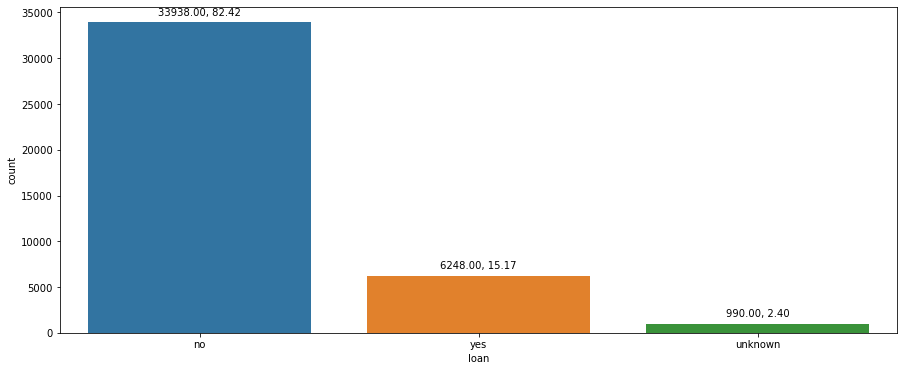 33938.00, 82.42
35000
30000
25000
20000
15000
10000
5000
0
count
6248.00, 15.17
990.00, 2.40
no
yes
unknown
loan